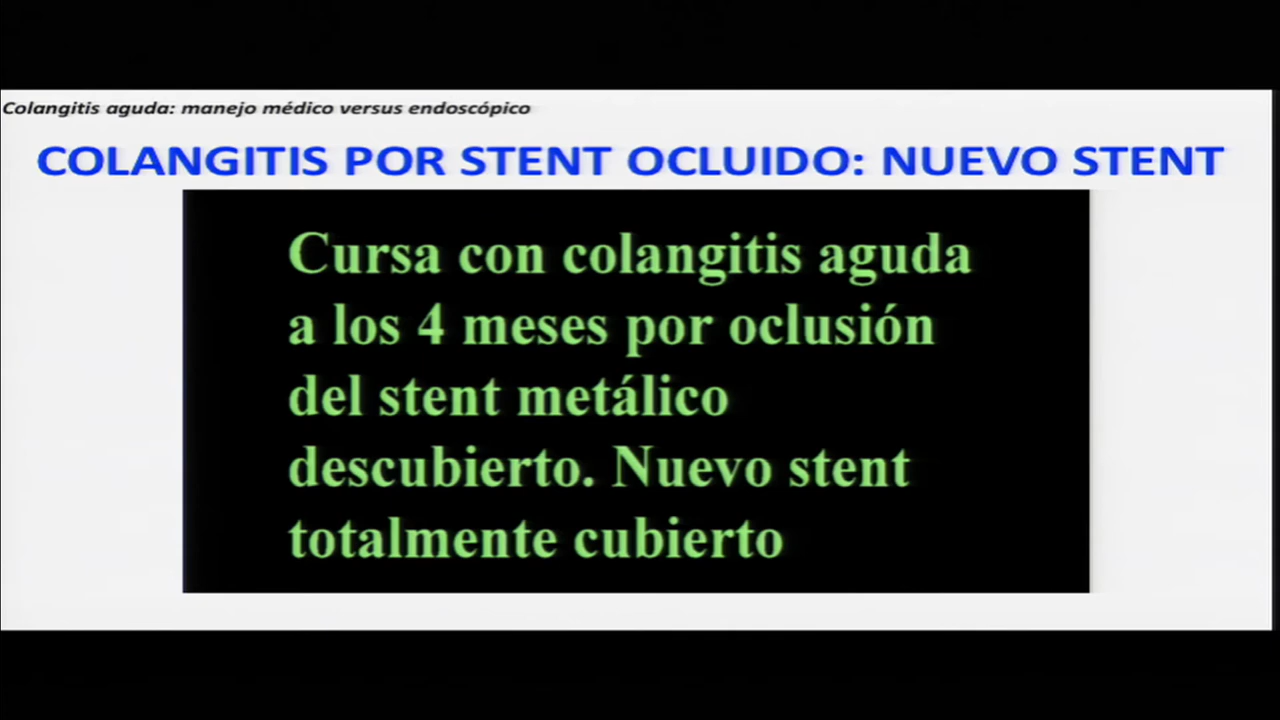 Colangitis aguda: manejo médico versus endoscópico
COLANGITIS POR STENT OCLUIDO: NUEVO STENT
Cursa con colangitis aguda
a los 4 meses por oclusión
del stent metálico
descubierto. Nuevo stent
totalmente cubierto